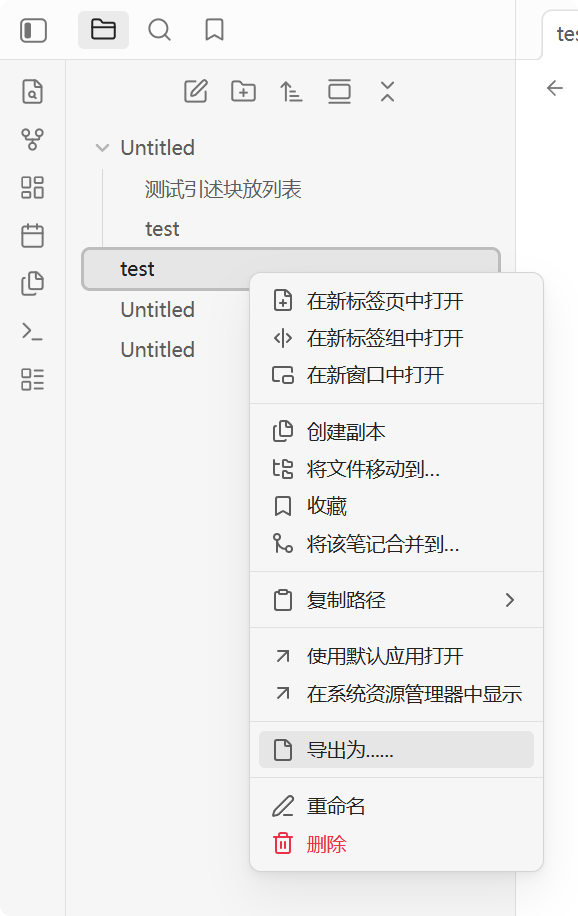 tes
Untitled
测试引述块放列表
test
test
Untitled
Untitled
在新标签页中打开
在新标签组中打开
在新窗口中打开
创建副本
将文件移动到...
收藏
将该笔记合并到...
复制路径
使用默认应用打开
在系统资源管理器中显示
导出为......
重命名
删除